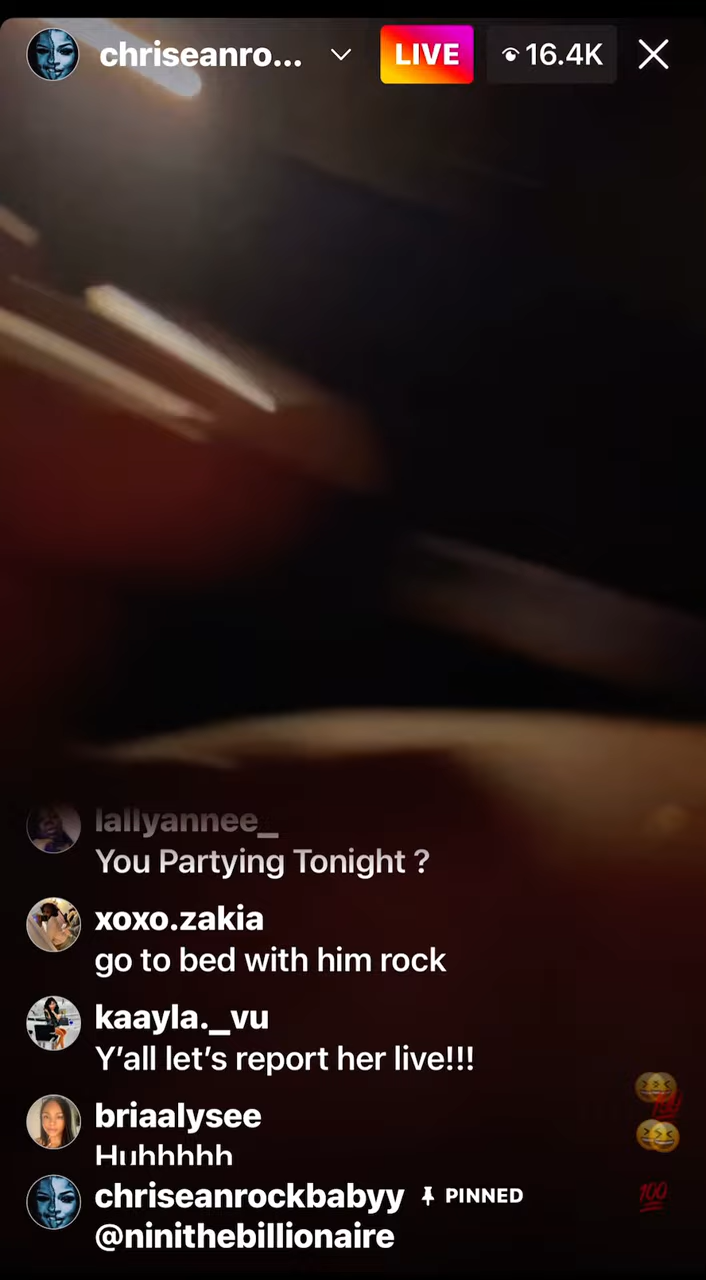 chriseanro...
LIVE
16.4K
lallyannee_
You Partying Tonight ?
xoxo.zakia
go to bed with him rock
kaayla._vu
Y’all let’s report her live!!!
briaalysee
Huhhhhh
chriseanrockbabyy PINNED
@ninithebillionaire
💯